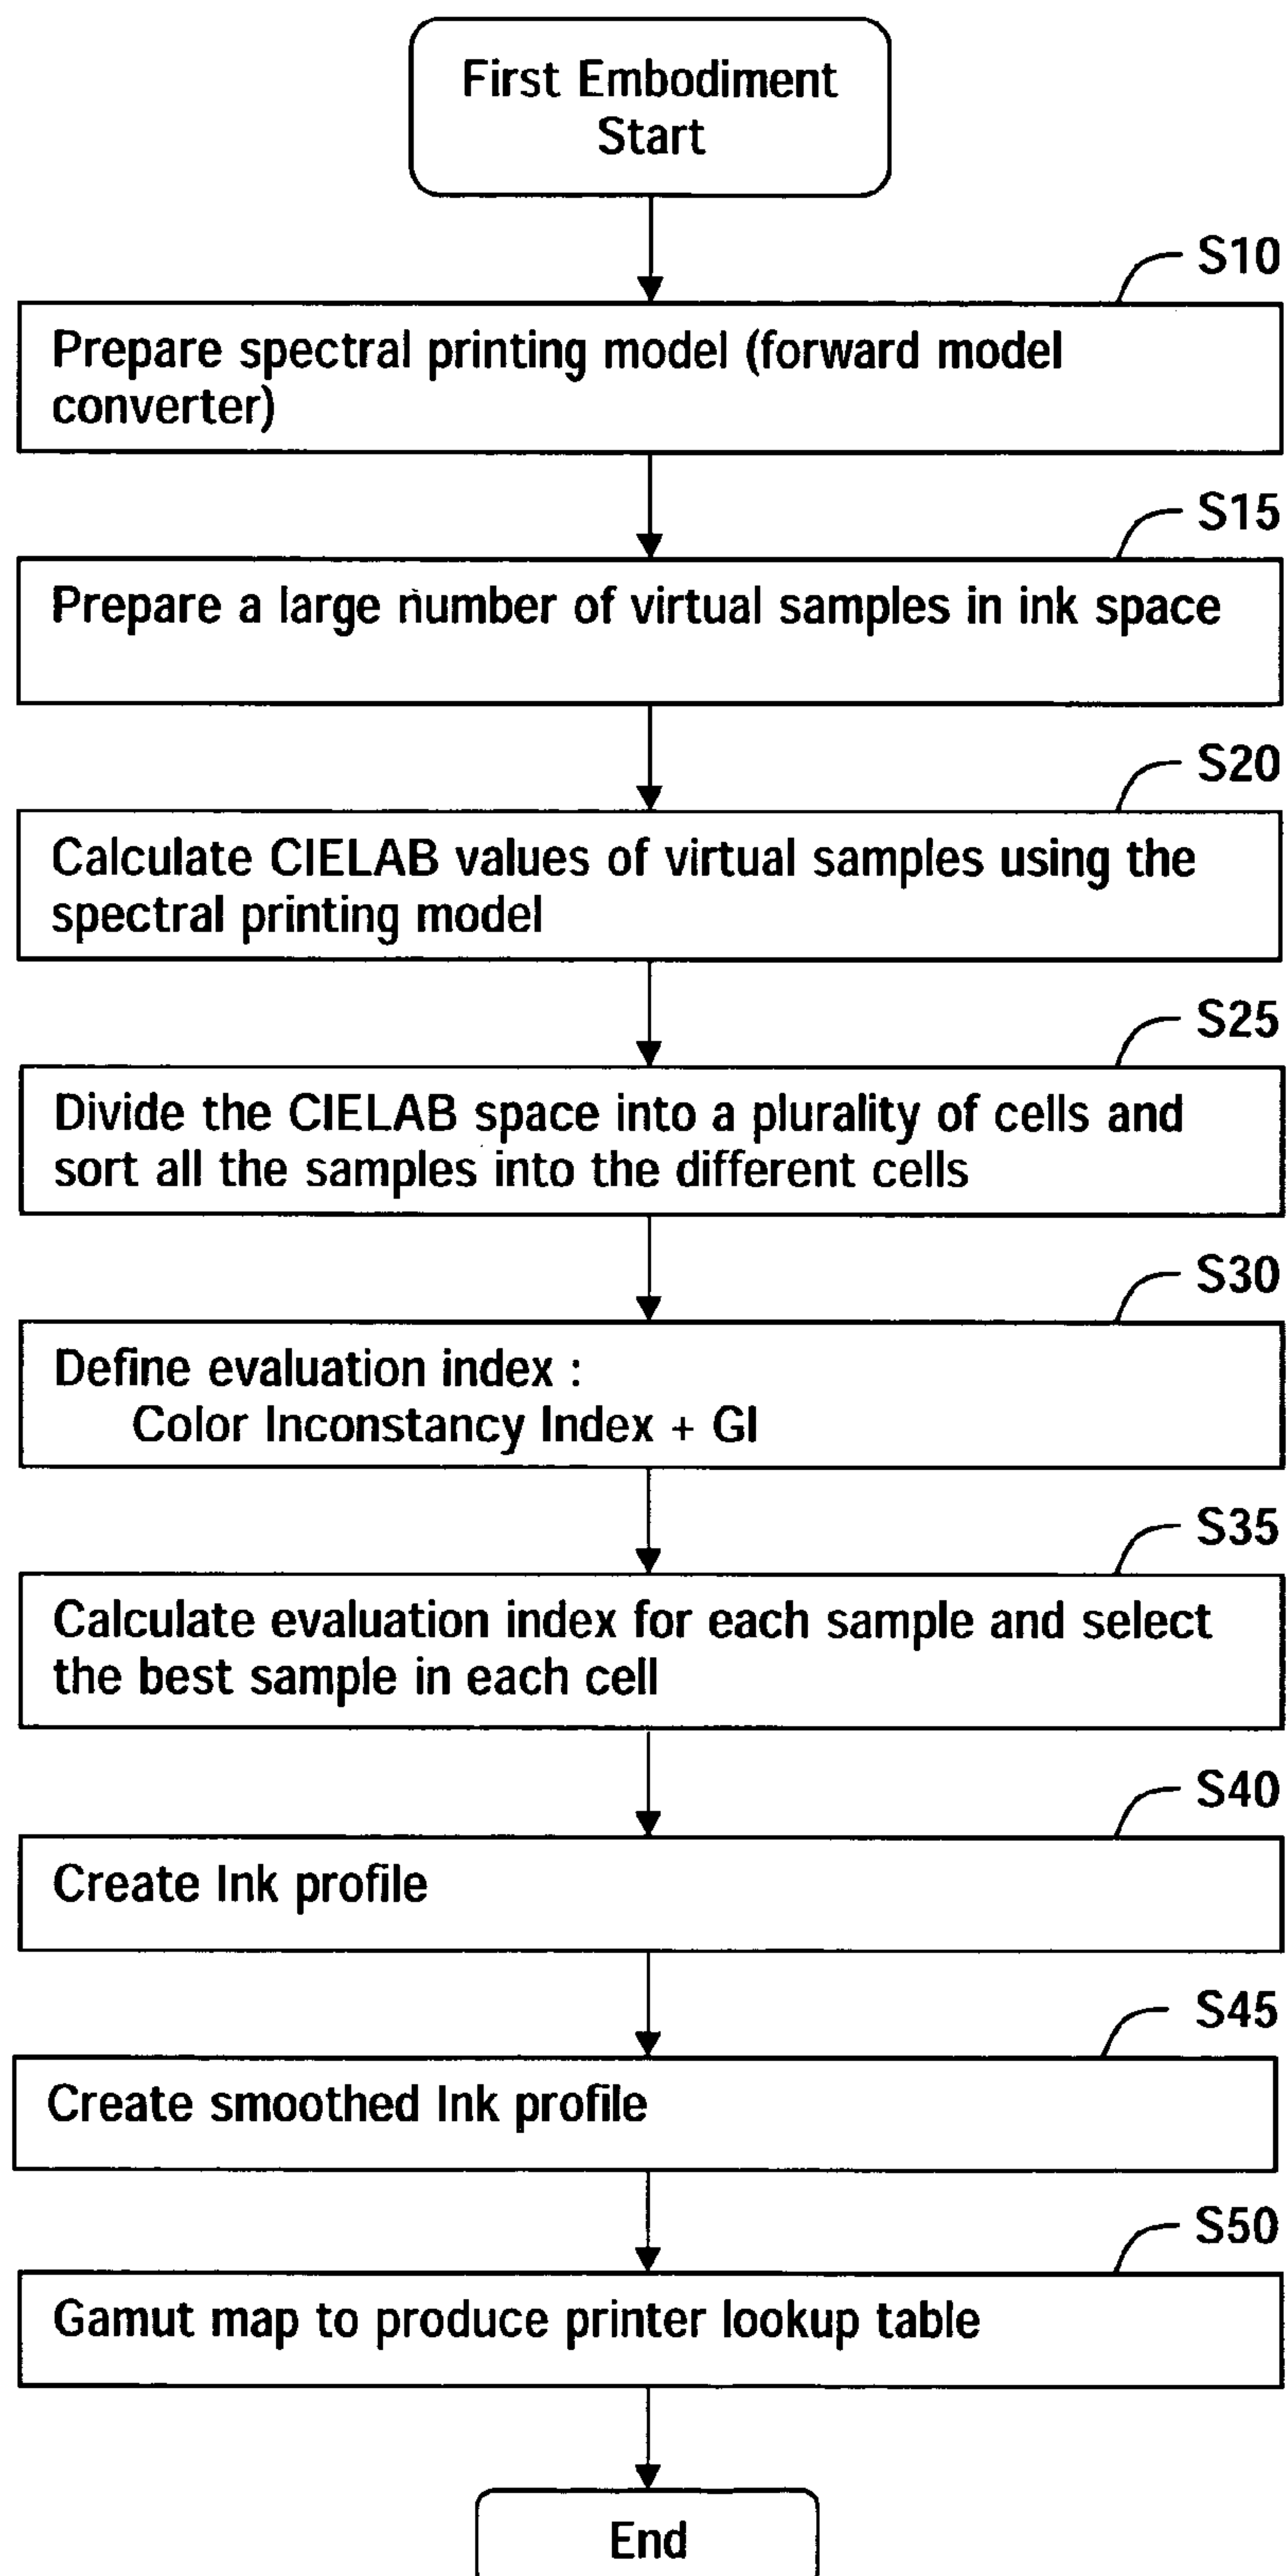 First Embodiment
Start
S10
Prepare spectral printing model (forward model
converter)
S15
Prepare a large number of virtual samples in ink space
S20
Calculate CIELAB values of virtual samples using the
spectral printing model
S25
Divide the CIELAB space into a plurality of cells and
sort all the samples into the different cells
S30
Define evaluation index :
Color Inconstancy Index + GI
S35
Calculate evaluation index for each sample and select
the best sample in each cell
S40
Create Ink profile
S45
Create smoothed Ink profile
S50
Gamut map to produce printer lookup table
End